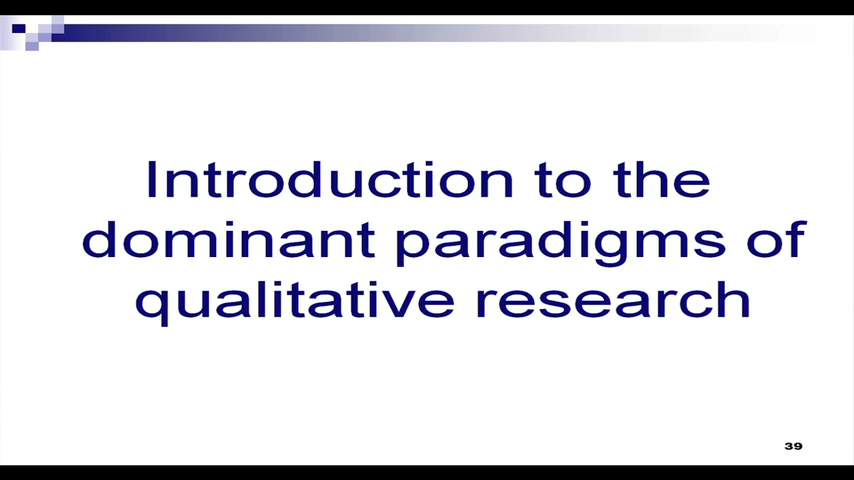 Introduction to the
dominant paradigms of
qualitative research
39